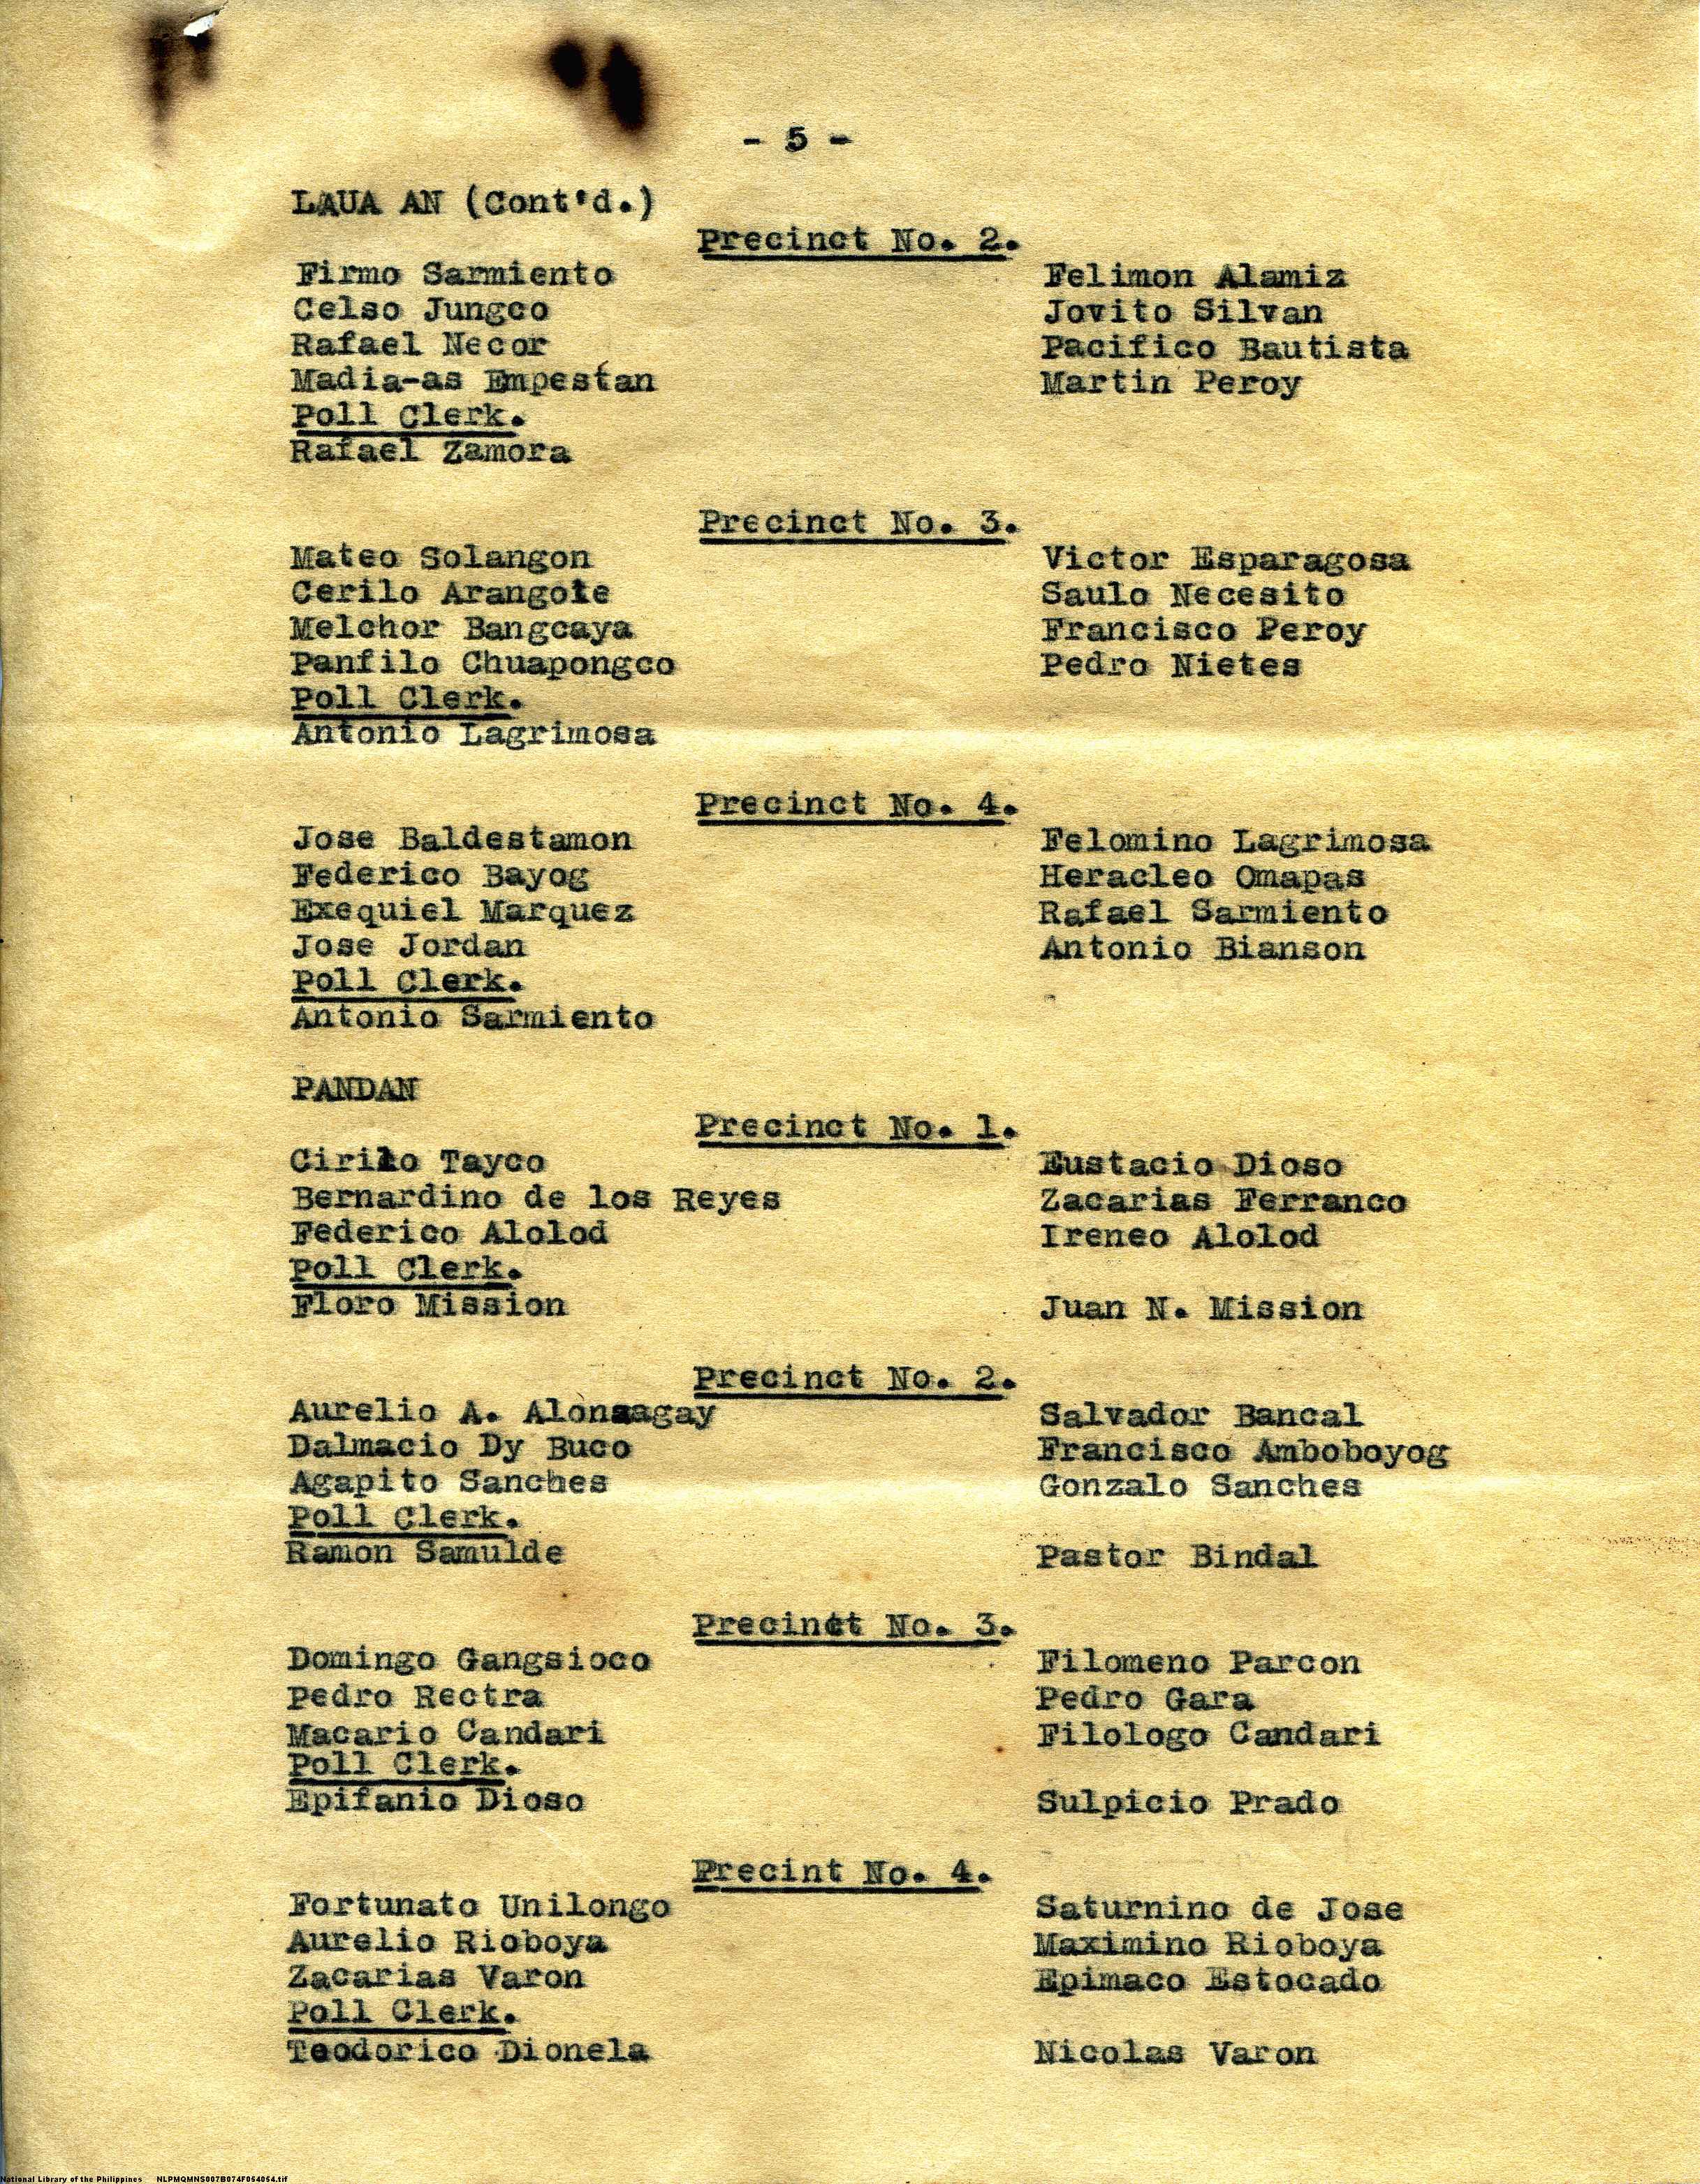 - 5 -
LAUA AN (Cont'd.)
Precinct No. 2.
Firmo Sarmiento Felimon Alamiz
Celso Jungco Jovito Silvan
Rafael Necor Pacifico Bautista
Madia-as Empestan Martin Peroy
Poll Clerk.
Rafael Zamora
Precinct No. 3.
Mateo Solangon Victor Esparagosa
Cerilo Arangote Saulo Necesito
Melchor Bangcaya Francisco Peroy
Panfilo Chuapongco Pedro Nietes
Poll Clerk.
Antonio Lagrimosa
Precinct No. 4.
Jose Baldestamon Felomino Lagrimosa
Federico Bayog Heracleo Omapas
Exequiel Marquez Rafael Sarmiento
Jose Jordan Antonio Bianson
Poll Clerk.
Antonio Sarmiento
PANDAN
Precinct No. 1.
Cirilo Tayco Eustacio Dioso
Bernardino de los Reyes Zacarias Ferranco
Federico Alolod Ireneo Alolod
Poll Clerk.
Floro Mission Juan N. Mission
Precinct No. 2.
Aurelio A. Salvador Bancal
Dalmacio Dy Buco Francisco Amboboyog
Agapito Sanches Gonzalo Sanches
Poll Clerk.
Ramon Samulde Pastor Bindal
Precinct No. 3.
Domingo Gangsioco Filomeno Parcon
Pedro Rectra Pedro Gara
Macario Candari Filologo Candari
Poll Clerk.
Epifanio Dioso Sulpicio Prado
Precint No. 4.
Fortunato Unilongo Saturnino de Jose
Aurelio Rioboya Maximino Rioboya
Zacarias Varon Epimaco Estocado
Poll Clerk.
Teodorico Dionela Nicolas Varon
National Library of the Philippines NLPMQMNS007B074F054054.tif